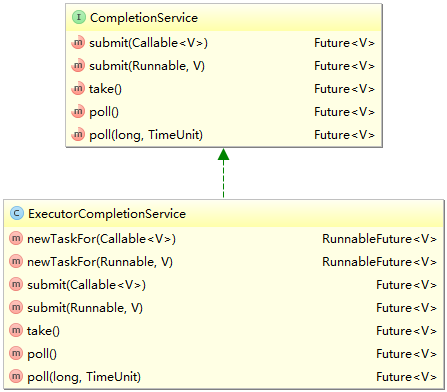 I CompletionService
m submit(Callable<V>) Future<V>
m submit(Runnable, V) Future<V>
m take() Future<V>
m poll() Future<V>
m poll(long, TimeUnit) Future<V>
C ExecutorCompletionService
m newTaskFor(Callable<V>) RunnableFuture<V>
m newTaskFor(Runnable, V) RunnableFuture<V>
m submit(Callable<V>) Future<V>
m submit(Runnable, V) Future<V>
m take() Future<V>
m poll() Future<V>
m poll(long, TimeUnit) Future<V>